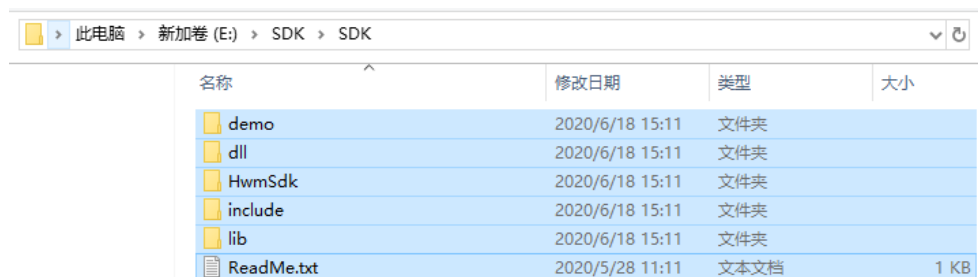 此电脑 › 新加卷 (E:) › SDK › SDK
名称 修改日期 类型 大小
demo 2020/6/18 15:11 文件夹
dll 2020/6/18 15:11 文件夹
HwmSdk 2020/6/18 15:11 文件夹
include 2020/6/18 15:11 文件夹
lib 2020/6/18 15:11 文件夹
ReadMe.txt 2020/5/28 11:11 文本文档 1 KB